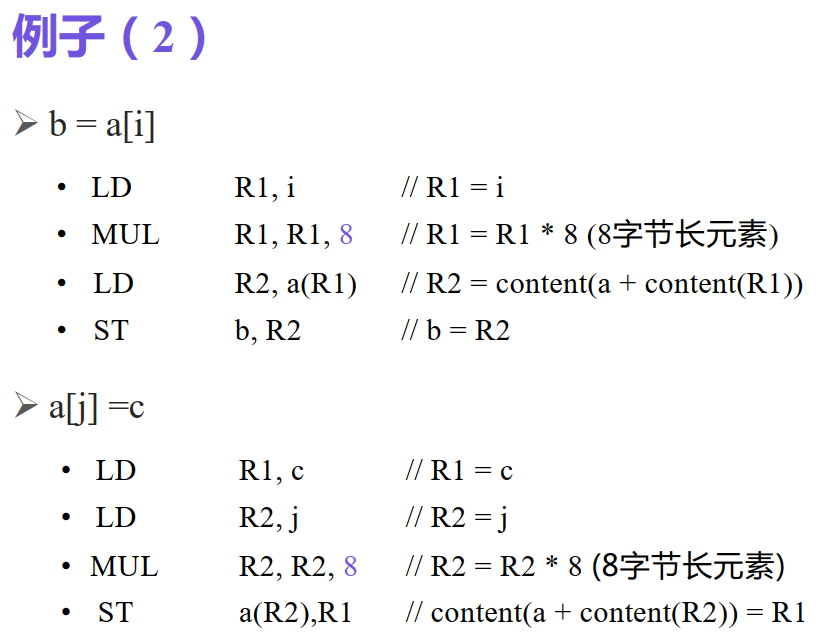 例子（2）
➢ b = a[i]
• LD R1, i // R1 = i
• MUL R1, R1, 8 // R1 = R1 * 8 (8字节长元素)
• LD R2, a(R1) // R2 = content(a + content(R1))
• ST b, R2 // b = R2
➢ a[j] =c
• LD R1, c // R1 = c
• LD R2, j // R2 = j
• MUL R2, R2, 8 // R2 = R2 * 8 (8字节长元素)
• ST a(R2),R1 // content(a + content(R2)) = R1